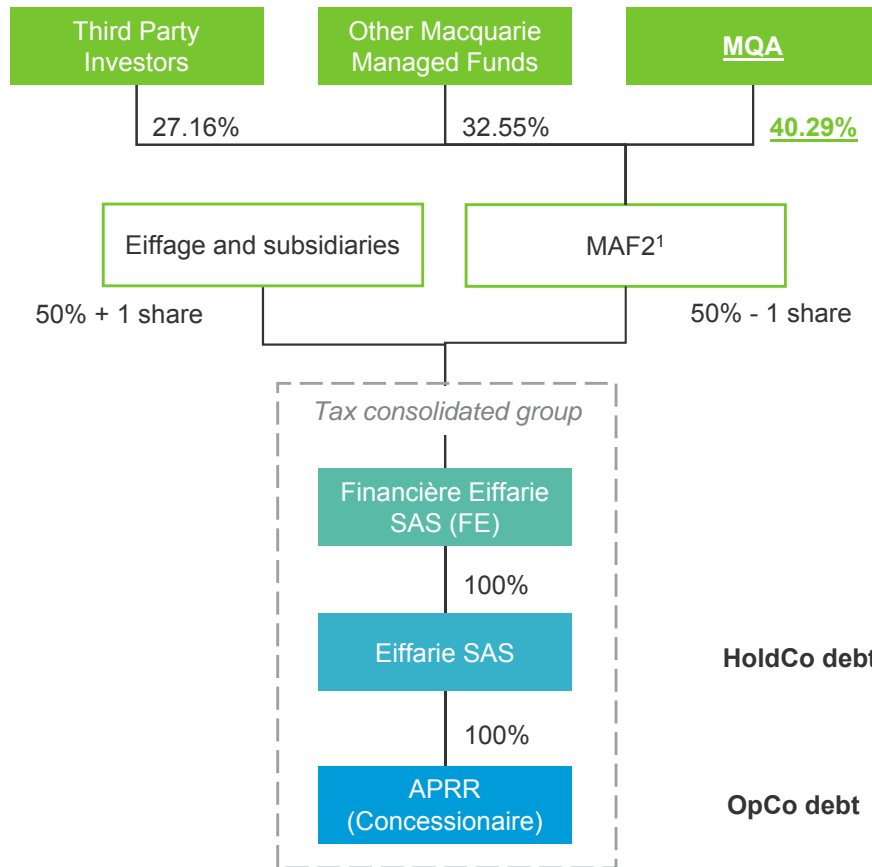 Third Party
Investors
Other Macquarie
Managed Funds
MQA
27.16%
32.55%
40.29%
Eiffage and subsidiaries
MAF2¹
50% + 1 share
50% - 1 share
Tax consolidated group
Financière Eiffarie
SAS (FE)
100%
Eiffarie SAS
HoldCo debt
100%
APRR
(Concessionaire)
OpCo debt